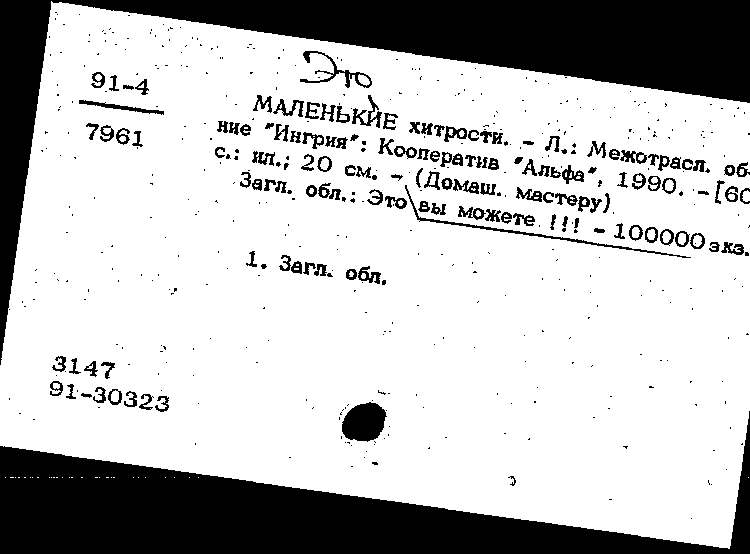 Это
91-4
7961
МАЛЕНЬКИЕ хитрости. - Л.: Межотрасл. об-
ние "Ингрия": Кооператив "Альфа", 1990. -[60
с.: ил.; 20 см. - (Домаш. мастеру)
Загл. обл.: Это вы можете !!! - 100000 экз.
1. Загл. обл.
3147
91-30323